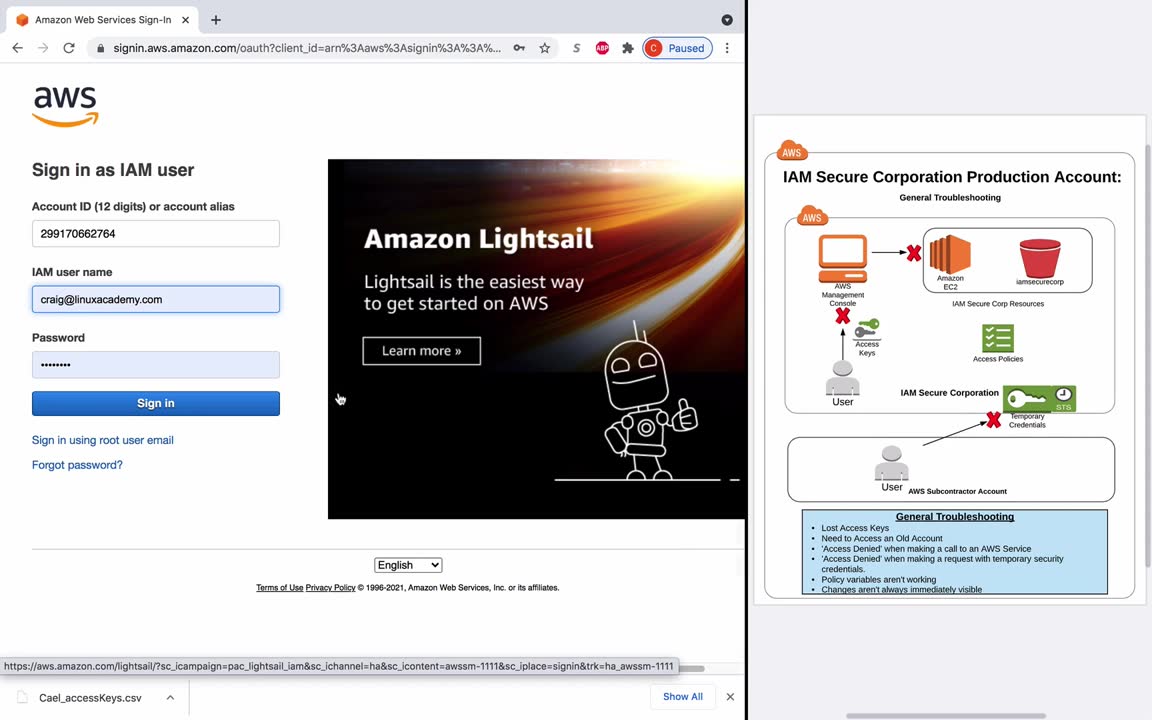 Amazon Web Services Sign-In
signin.aws.amazon.com/oauth?client_id=arn%3Aaws%3Asignin%3A%3A%...
S
ABP
C
Paused
aws
Sign in as IAM user
Account ID (12 digits) or account alias
299170662764
IAM user name
craig@linuxacademy.com
Password
••••••••
Sign in
Sign in using root user email
Forgot password?
Amazon Lightsail
Lightsail is the easiest way
to get started on AWS
Learn more »
English
Terms of Use Privacy Policy © 1996-2021, Amazon Web Services, Inc. or its affiliates.
https://aws.amazon.com/lightsail/?sc_icampaign=pac_lightsail_iam&sc_ichannel=ha&sc_icontent=awssm-1111&sc_iplace=signin&trk=ha_awssm-1111
Cael_accessKeys.csv
Show All
AWS
IAM Secure Corporation Production Account:
General Troubleshooting
AWS
AWS
Management
Console
Amazon
EC2
iamsecurecorp
IAM Secure Corp Resources
Access
Keys
Access Policies
User
IAM Secure Corporation
STS
Temporary
Credentials
User
AWS Subcontractor Account
General Troubleshooting
• Lost Access Keys
• Need to Access an Old Account
• 'Access Denied' when making a call to an AWS Service
• 'Access Denied' when making a request with temporary security
credentials.
• Policy variables aren't working
• Changes aren't always immediately visible